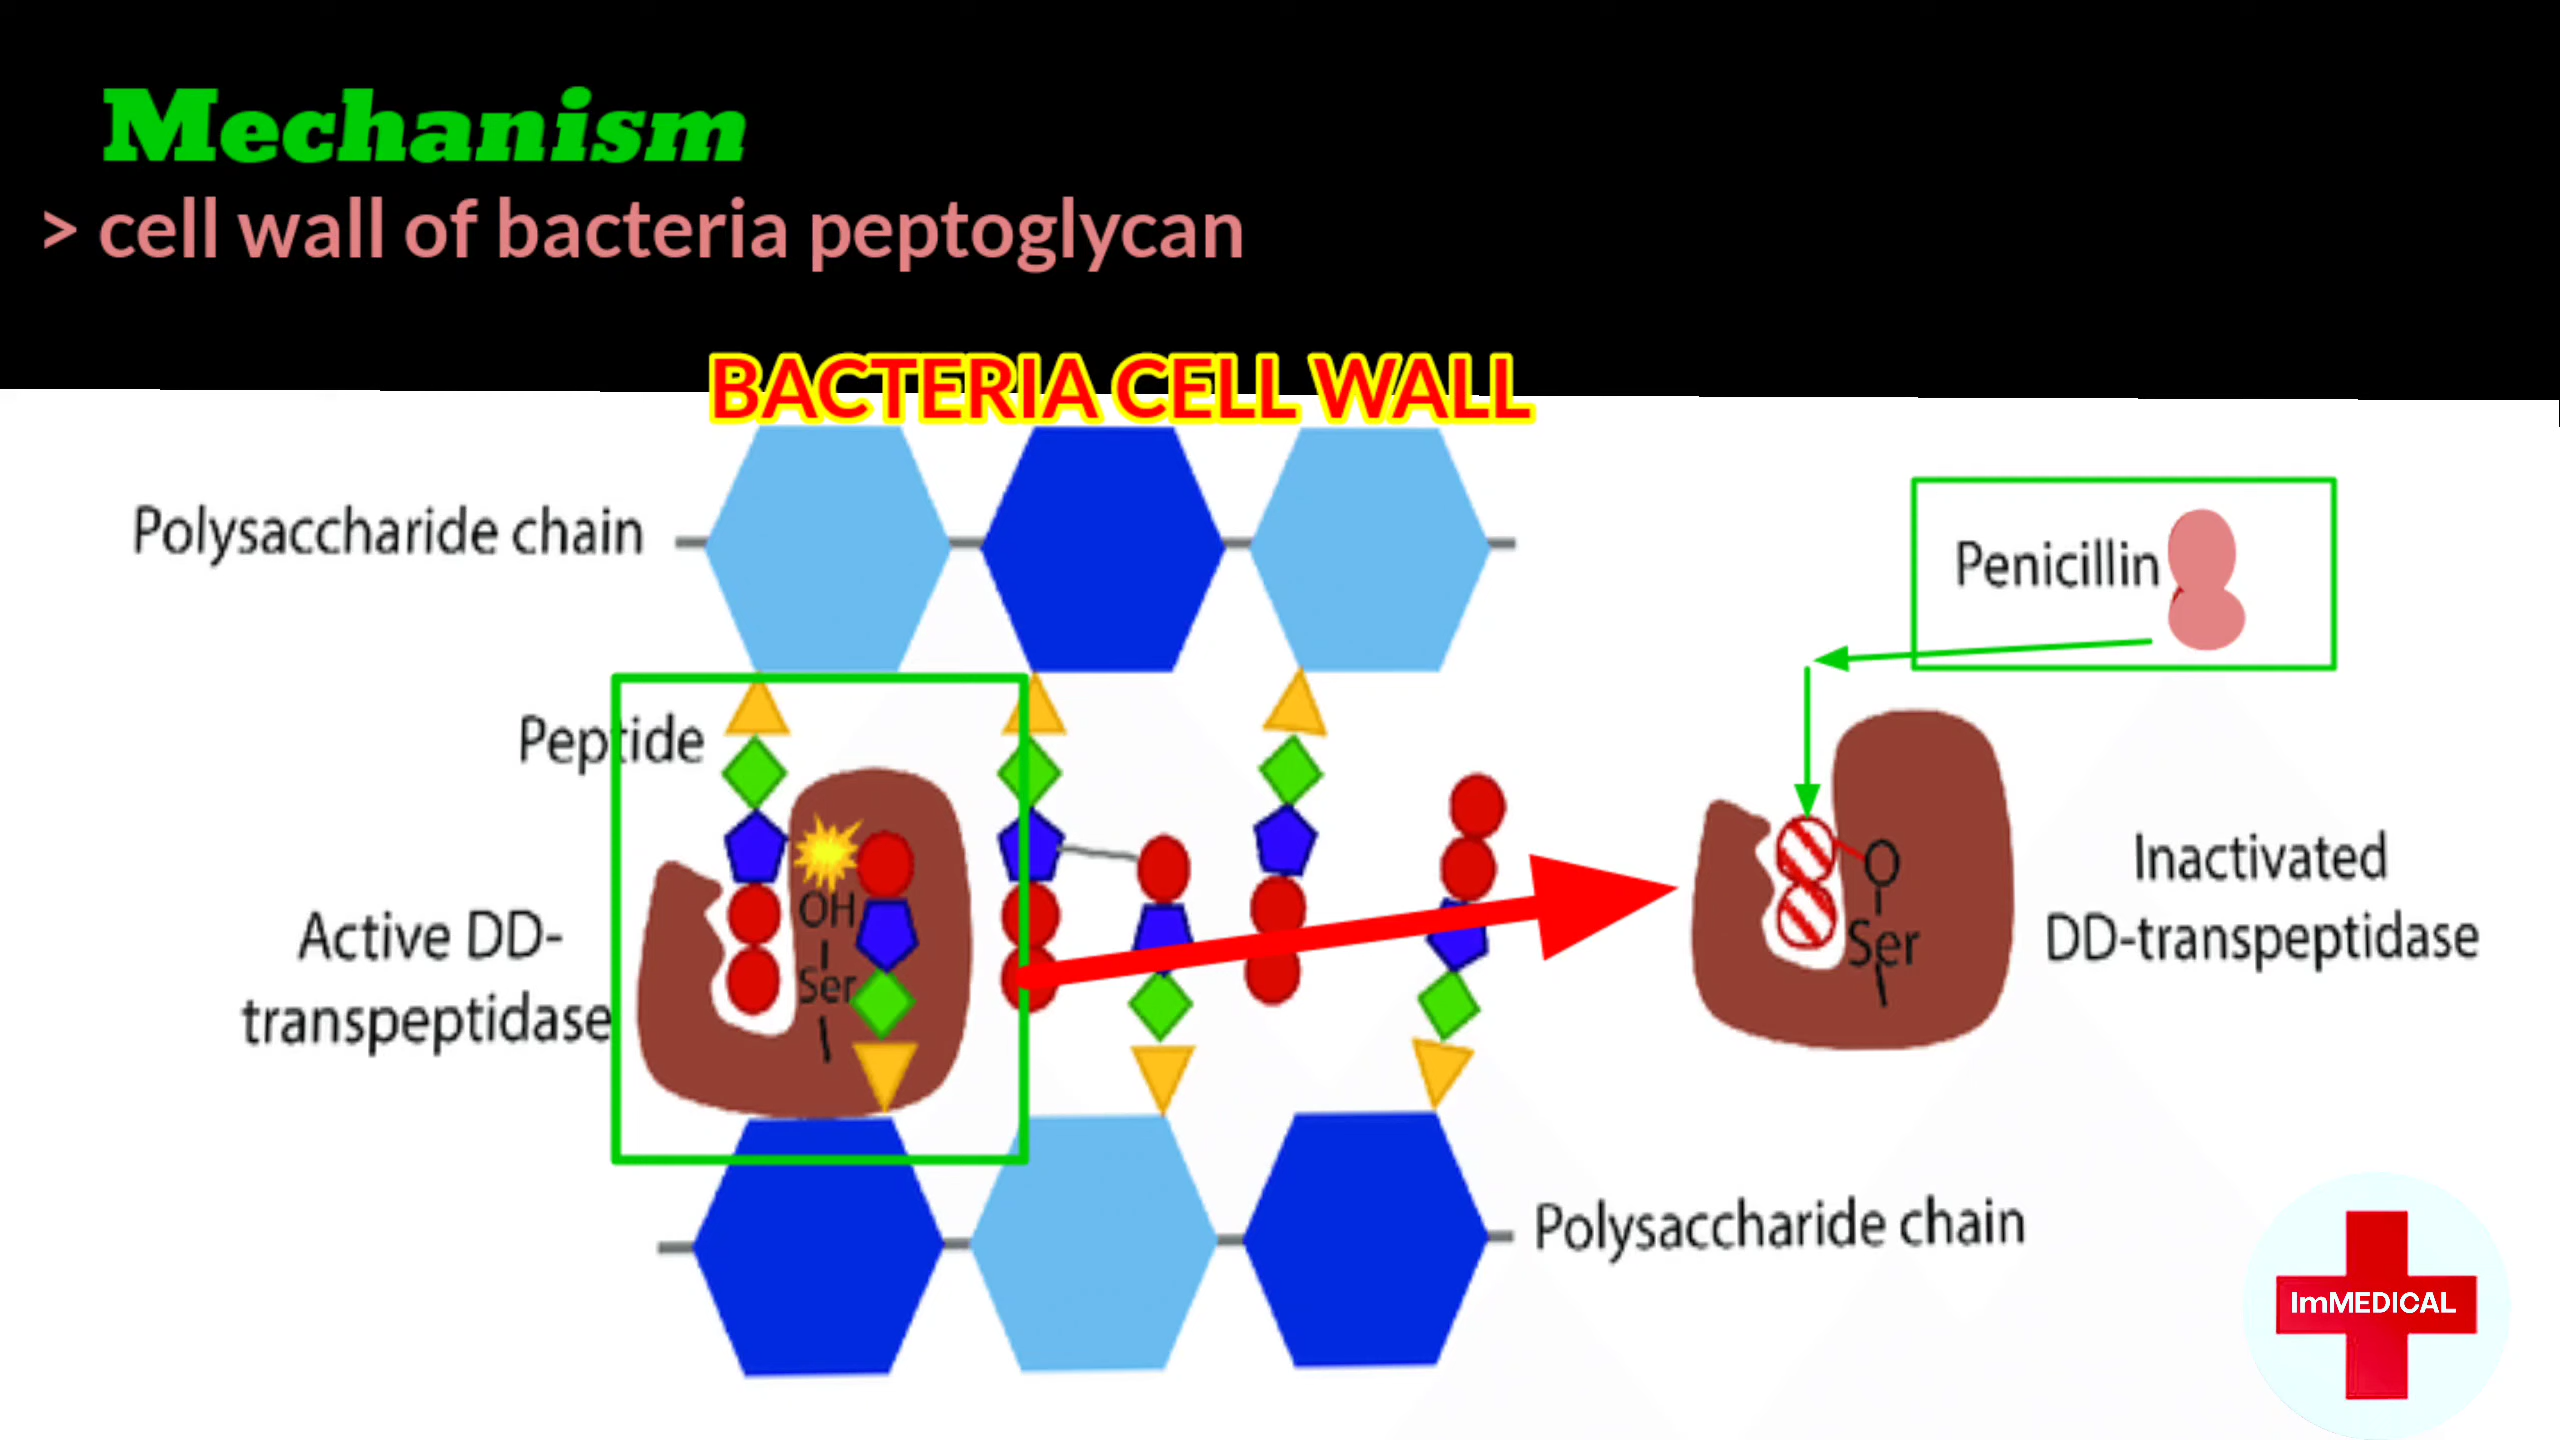 Mechanism
> cell wall of bacteria peptoglycan
BACTERIA CELL WALL
Polysaccharide chain
Penicillin
Peptide
Active DD-
transpeptidase
OH
Ser
O
Ser
Inactivated
DD-transpeptidase
Polysaccharide chain
ImMEDICAL